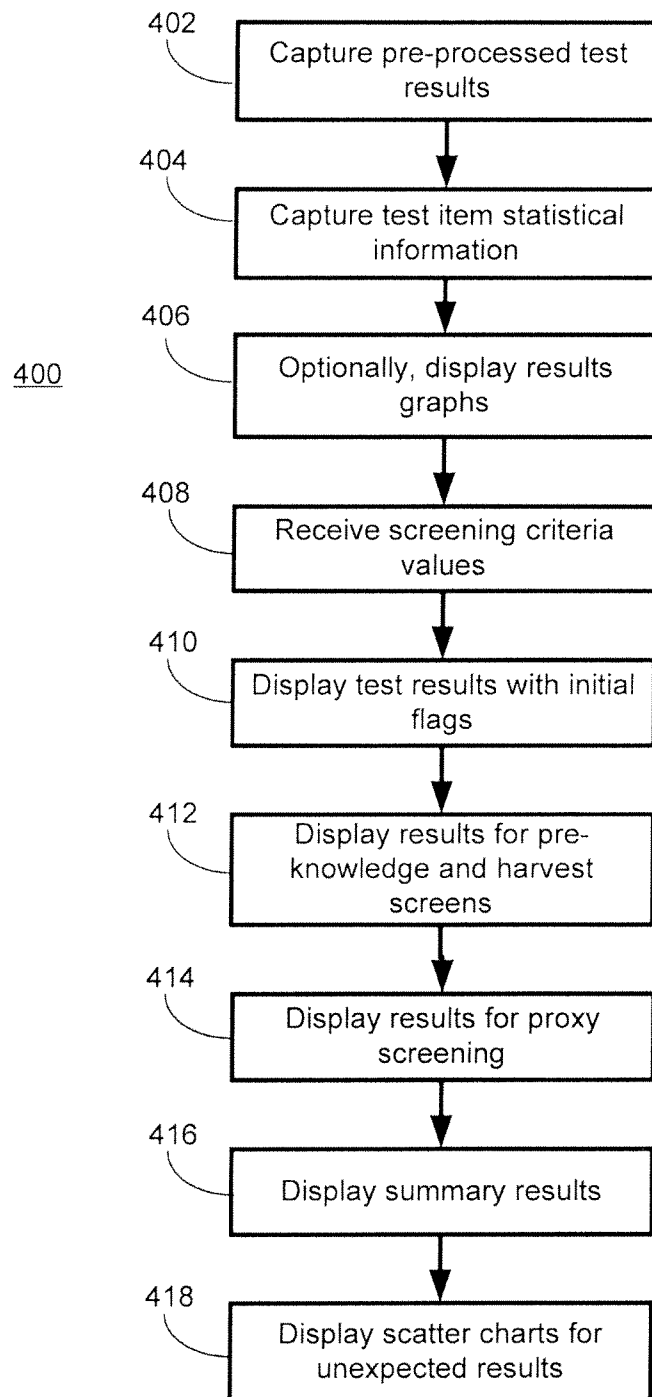 402
Capture pre-processed test
results
404
Capture test item statistical
information
406
400
Optionally, display results
graphs
408
Receive screening criteria
values
410
Display test results with initial
flags
412
Display results for pre-
knowledge and harvest
screens
414
Display results for proxy
screening
416
Display summary results
418
Display scatter charts for
unexpected results